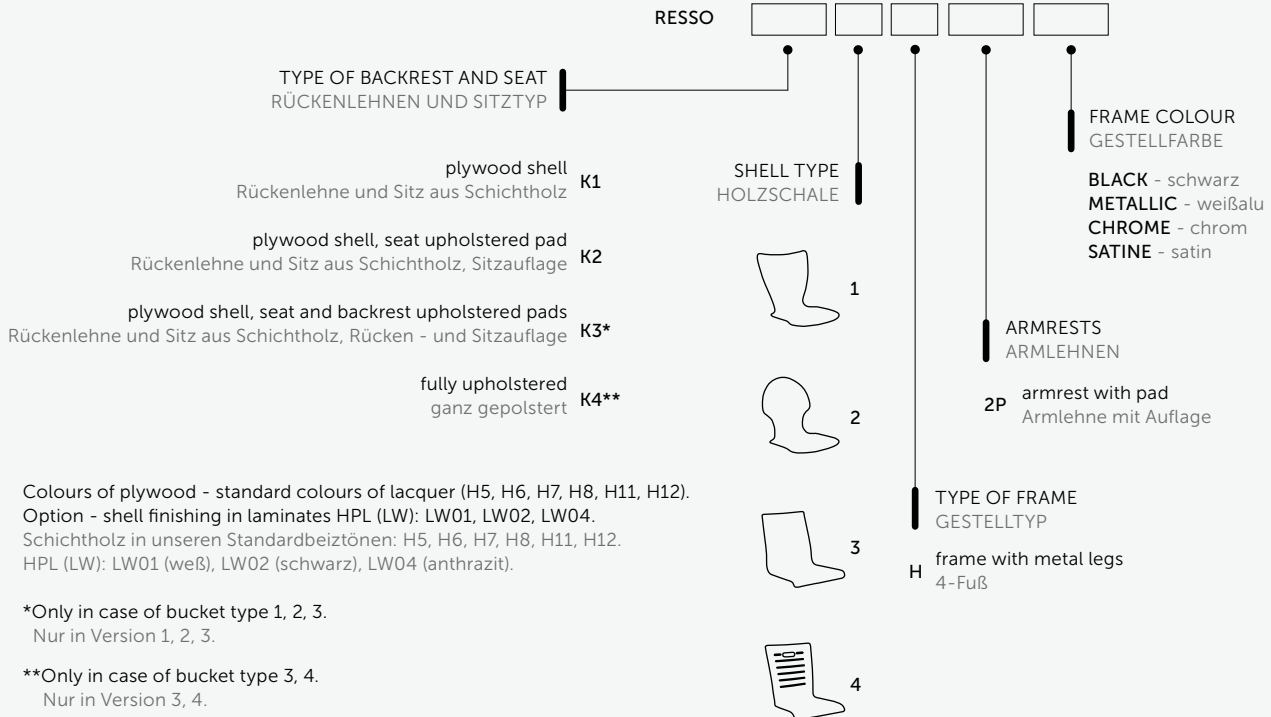 RESSO
TYPE OF BACKREST AND SEAT
RÜCKENLEHNEN UND SITZTYP
plywood shell
Rückenlehne und Sitz aus Schichtholz
K1
plywood shell, seat upholstered pad
Rückenlehne und Sitz aus Schichtholz, Sitzauflage
K2
plywood shell, seat and backrest upholstered pads
Rückenlehne und Sitz aus Schichtholz, Rücken - und Sitzauflage
K3*
fully upholstered
ganz gepolstert
K4**
Colours of plywood - standard colours of lacquer (H5, H6, H7, H8, H11, H12).
Option - shell finishing in laminates HPL (LW): LW01, LW02, LW04.
Schichtholz in unseren Standardbeiztönen: H5, H6, H7, H8, H11, H12.
HPL (LW): LW01 (weß), LW02 (schwarz), LW04 (anthrazit).
*Only in case of bucket type 1, 2, 3.
Nur in Version 1, 2, 3.
**Only in case of bucket type 3, 4.
Nur in Version 3, 4.
SHELL TYPE
HOLZSCHALE
1
2
3
4
TYPE OF FRAME
GESTELLTYP
H
frame with metal legs
4-Fuß
ARMRESTS
ARMLEHNEN
2P
armrest with pad
Armlehne mit Auflage
FRAME COLOUR
GESTELLFARBE
BLACK - schwarz
METALLIC - weißalu
CHROME - chrom
SATINE - satin